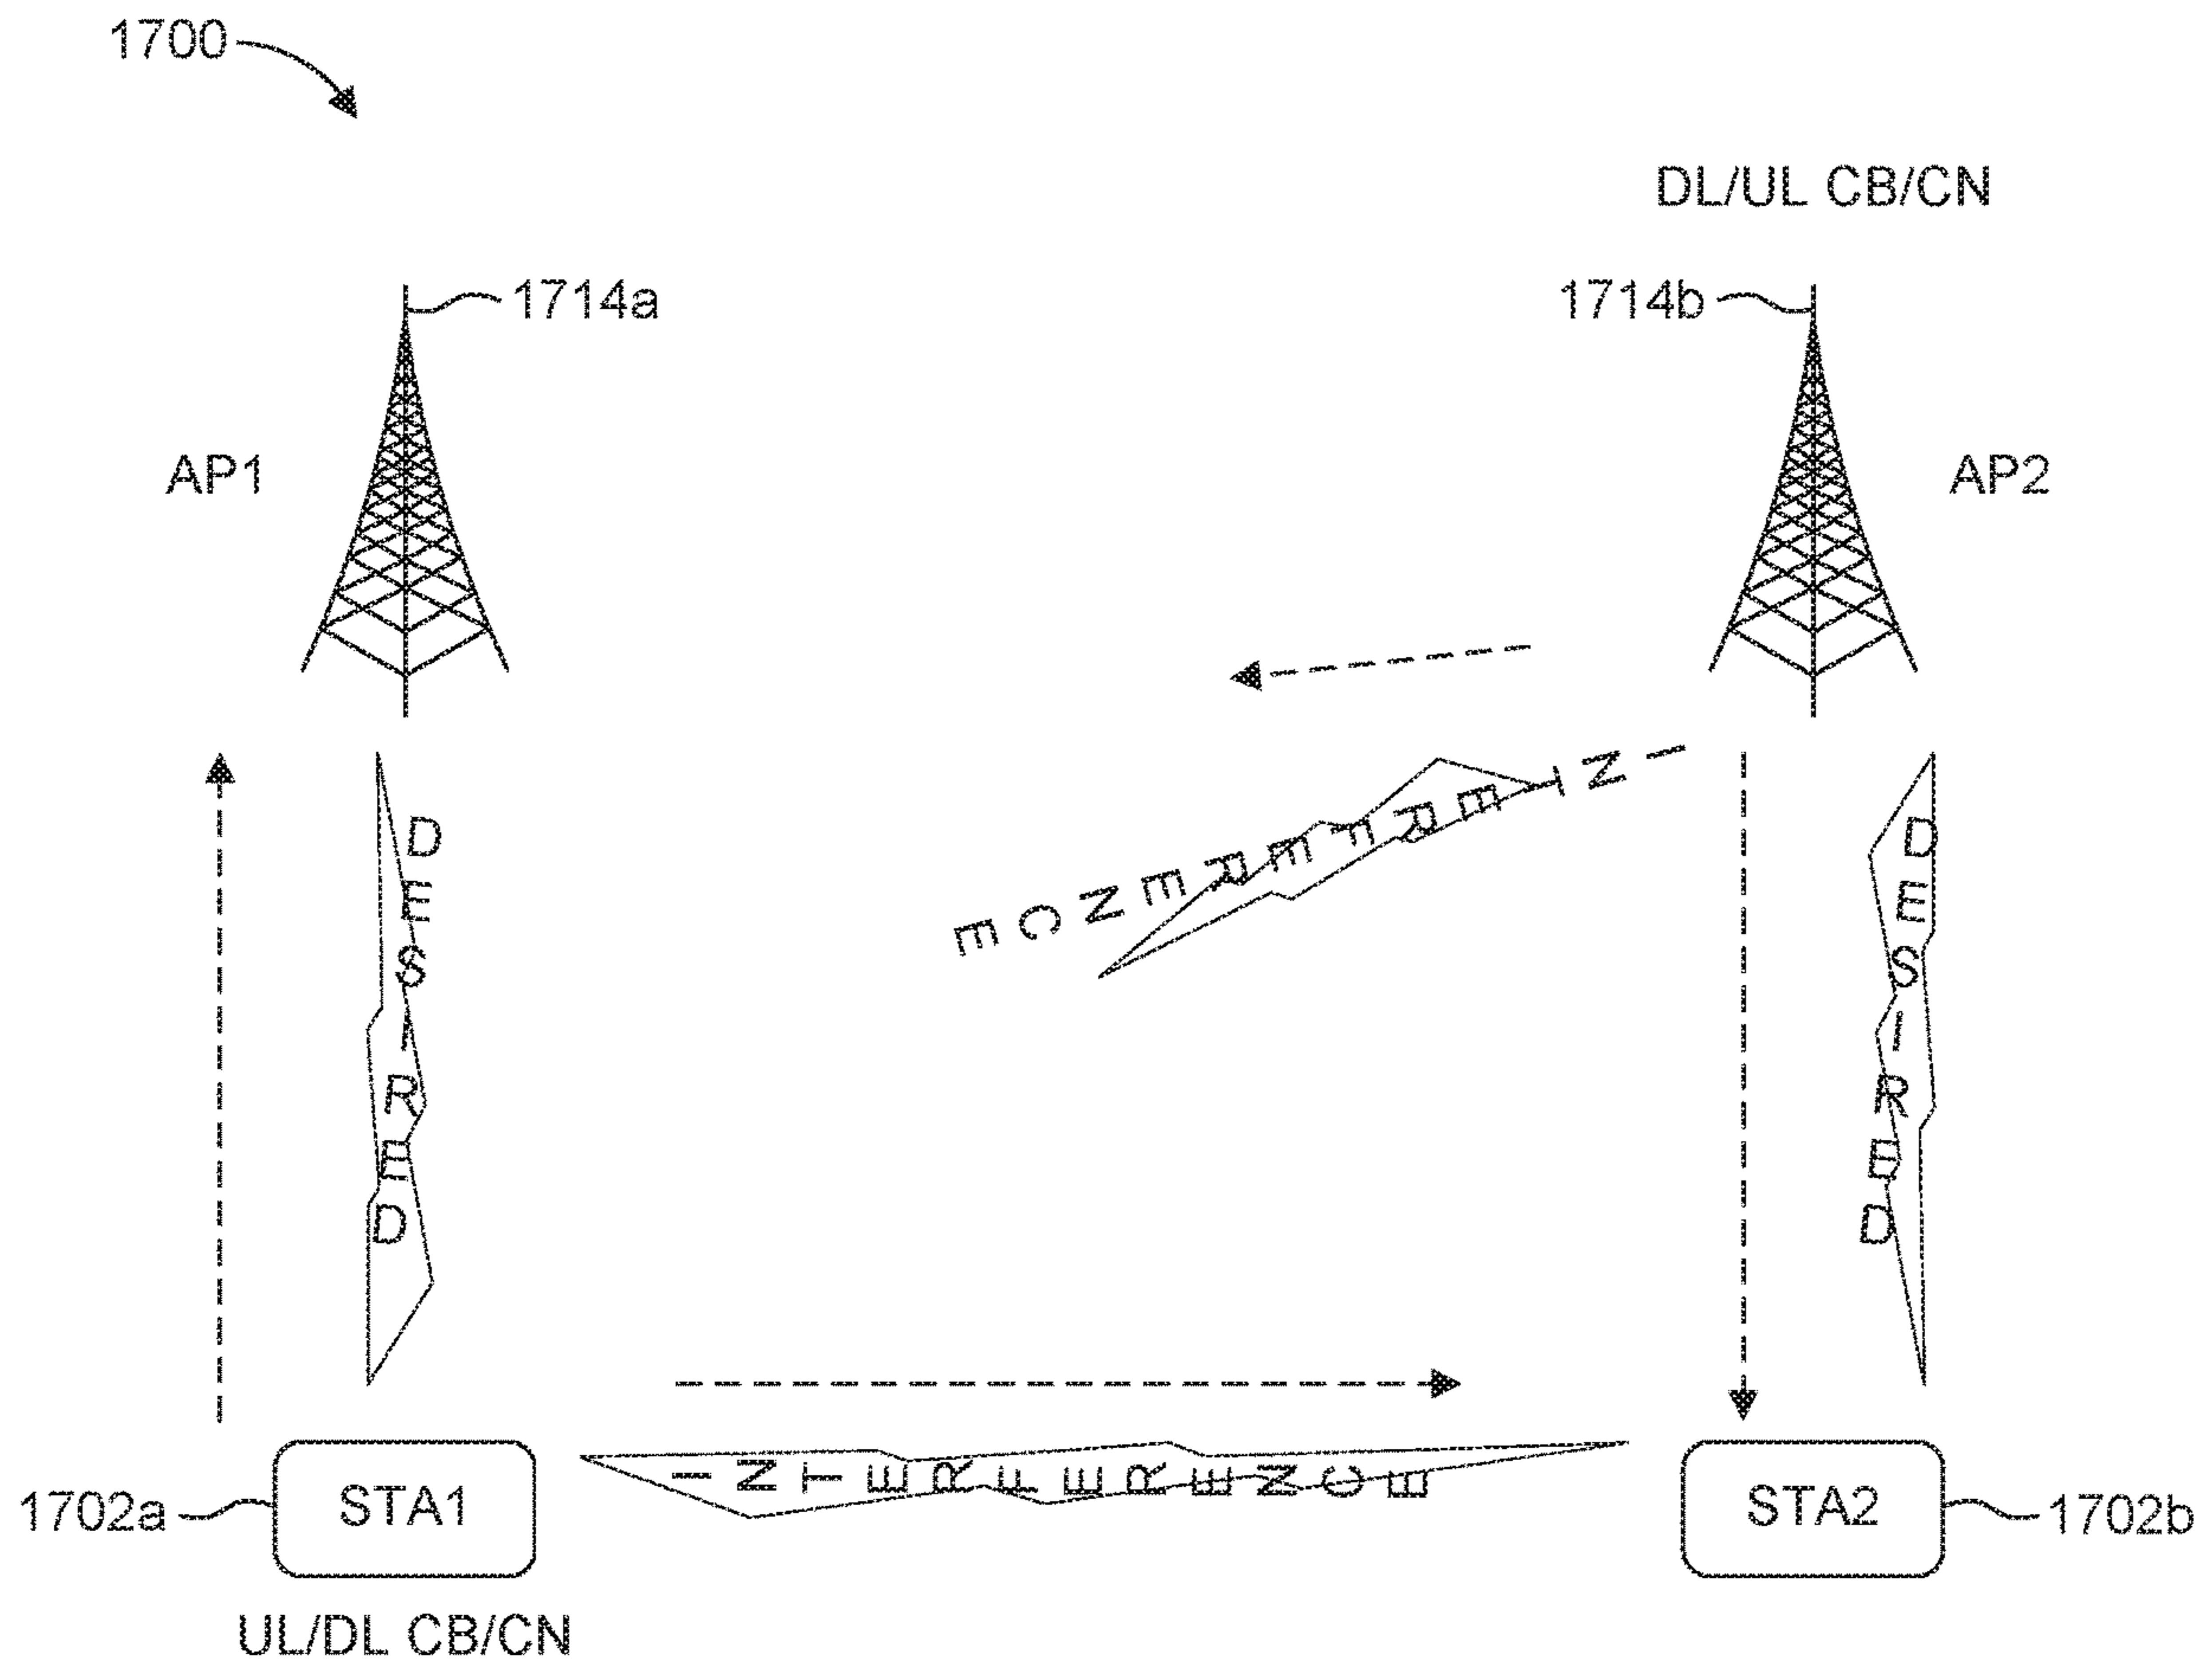 1700
DL/UL CB/CN
1714a
1714b
AP1
AP2
INTERFERENCE
DESIRED
DESIRED
INTERFERENCE
STA1
STA2
1702a
1702b
UL/DL CB/CN